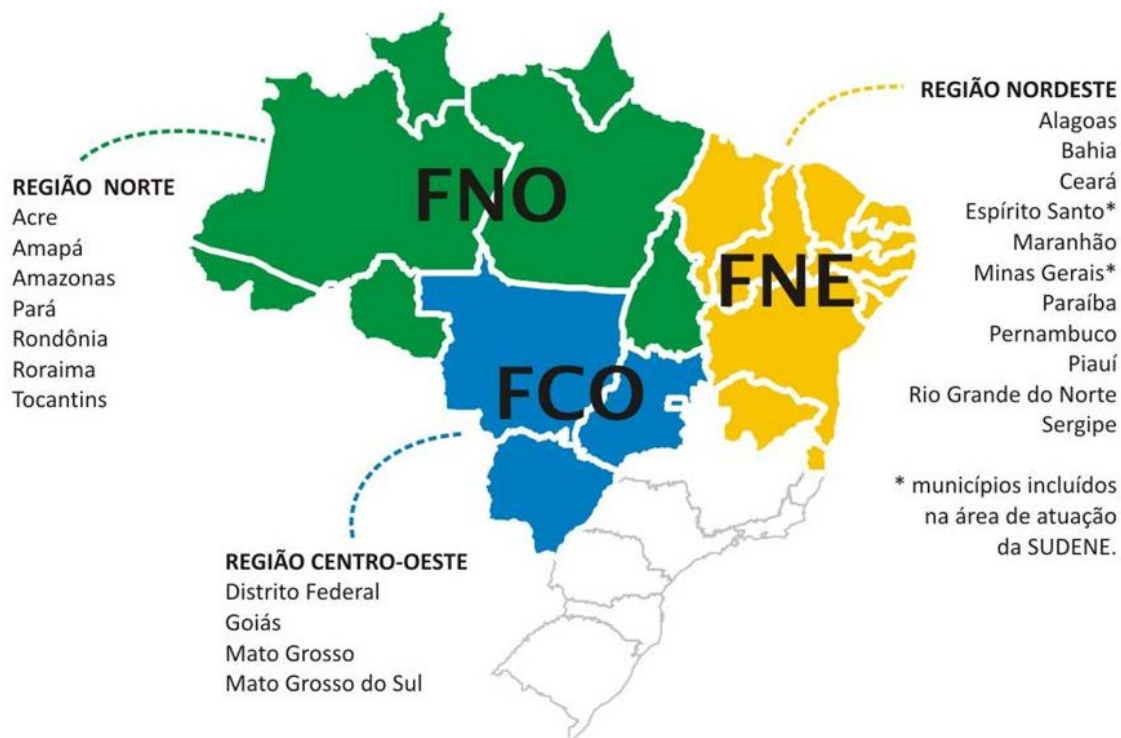 REGIÃO NORTE
Acre
Amapá
Amazonas
Pará
Rondônia
Roraima
Tocantins
FNO
FNE
FCO
REGIÃO NORDESTE
Alagoas
Bahia
Ceará
Espírito Santo*
Maranhão
Minas Gerais*
Paraíba
Pernambuco
Piauí
Rio Grande do Norte
Sergipe
* municípios incluídos
na área de atuação
da SUDENE.
REGIÃO CENTRO-OESTE
Distrito Federal
Goiás
Mato Grosso
Mato Grosso do Sul